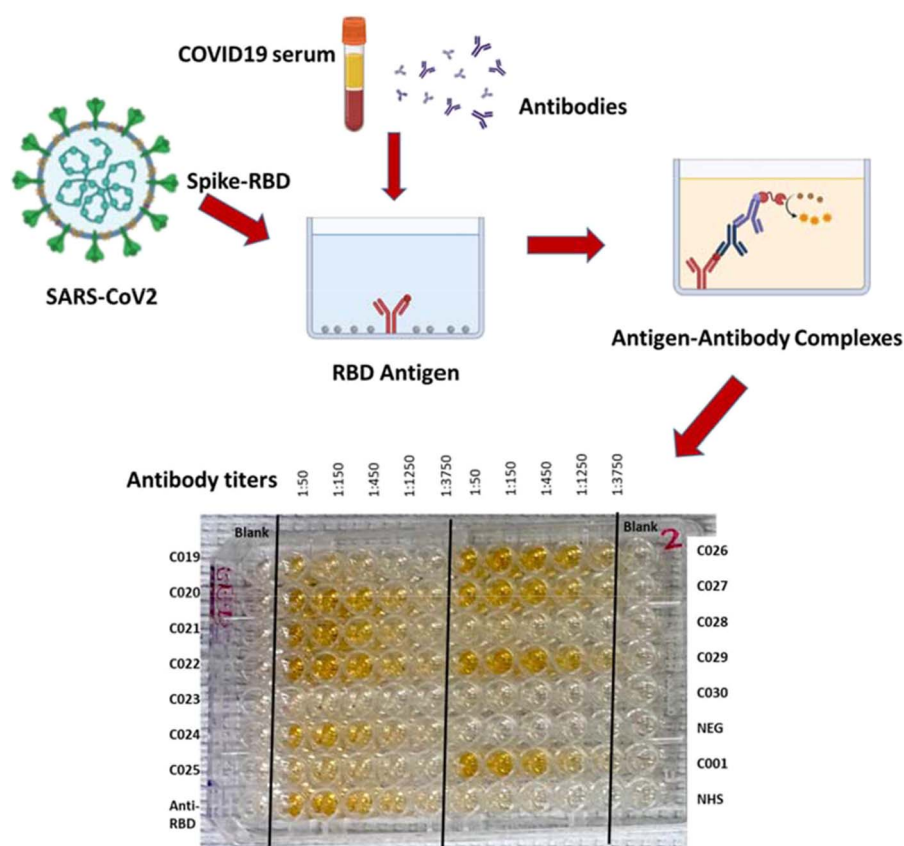 COVID19 serum
Antibodies
Spike-RBD
SARS-CoV2
RBD Antigen
Antigen-Antibody Complexes
Antibody titers
1:50
1:150
1:450
1:1250
1:3750
1:50
1:150
1:450
1:1250
1:3750
Blank
Blank
2
C019
C020
C021
C022
C023
C024
C025
Anti-
RBD
C026
C027
C028
C029
C030
NEG
C001
NHS